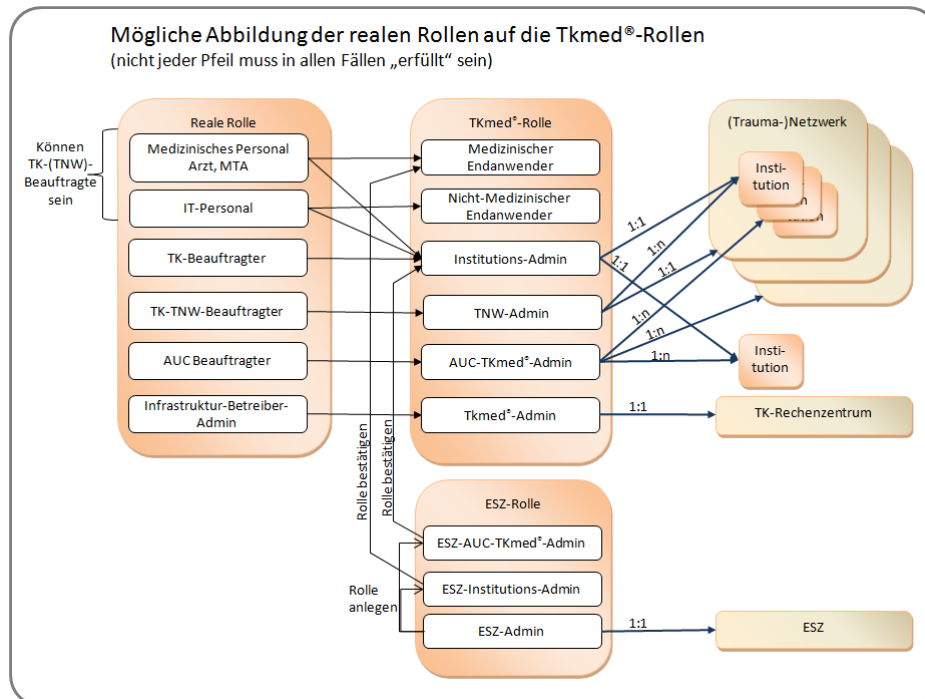 Mögliche Abbildung der realen Rollen auf die Tkmed®-Rollen
(nicht jeder Pfeil muss in allen Fällen „erfüllt“ sein)
Können
TK-(TNW)-
Beauftragte
sein
Reale Rolle
Medizinisches Personal
Arzt, MTA
IT-Personal
TK-Beauftragter
TK-TNW-Beauftragter
AUC Beauftragter
Infrastruktur-Betreiber-
Admin
TKmed®-Rolle
Medizinischer
Endanwender
Nicht-Medizinischer
Endanwender
Institutions-Admin
TNW-Admin
AUC-TKmed®-Admin
Tkmed®-Admin
(Trauma-)Netzwerk
Insti-
tution
n
tution
1:1
1:n
1:1
1:1
1:n
1:n
1:n
Insti-
tution
1:1
TK-Rechenzentrum
Rolle bestätigen
Rolle bestätigen
ESZ-Rolle
ESZ-AUC-TKmed®-Admin
ESZ-Institutions-Admin
ESZ-Admin
Rolle
anlegen
1:1
ESZ